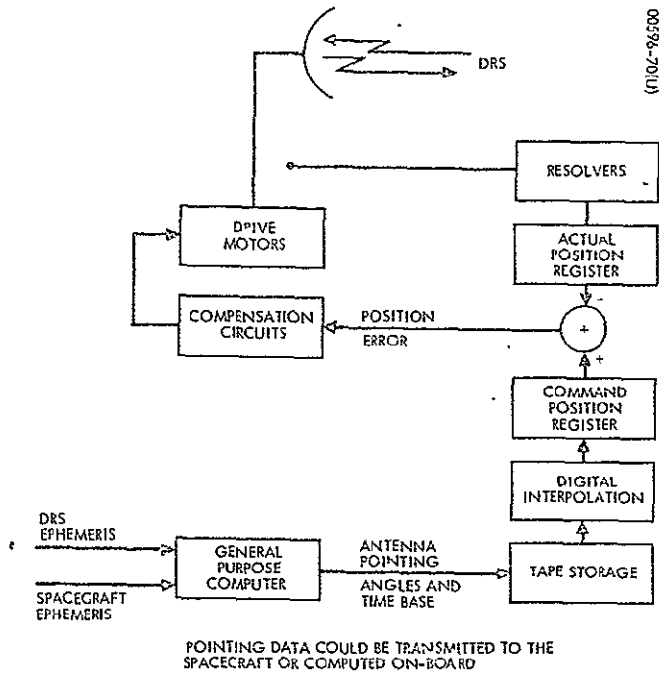 00596-70(U)
DRS
RESOLVERS
DRIVE
MOTORS
ACTUAL
POSITION
REGISTER
-
COMPENSATION
CIRCUITS
POSITION
ERROR
+
+
COMMAND
POSITION
REGISTER
DIGITAL
INTERPOLATION
DRS
EPHEMERIS
GENERAL
PURPOSE
COMPUTER
ANTENNA
POINTING
ANGLES AND
TIME BASE
TAPE STORAGE
SPACECRAFT
EPHEMERIS
POINTING DATA COULD BE TRANSMITTED TO THE
SPACECRAFT OR COMPUTED ON-BOARD